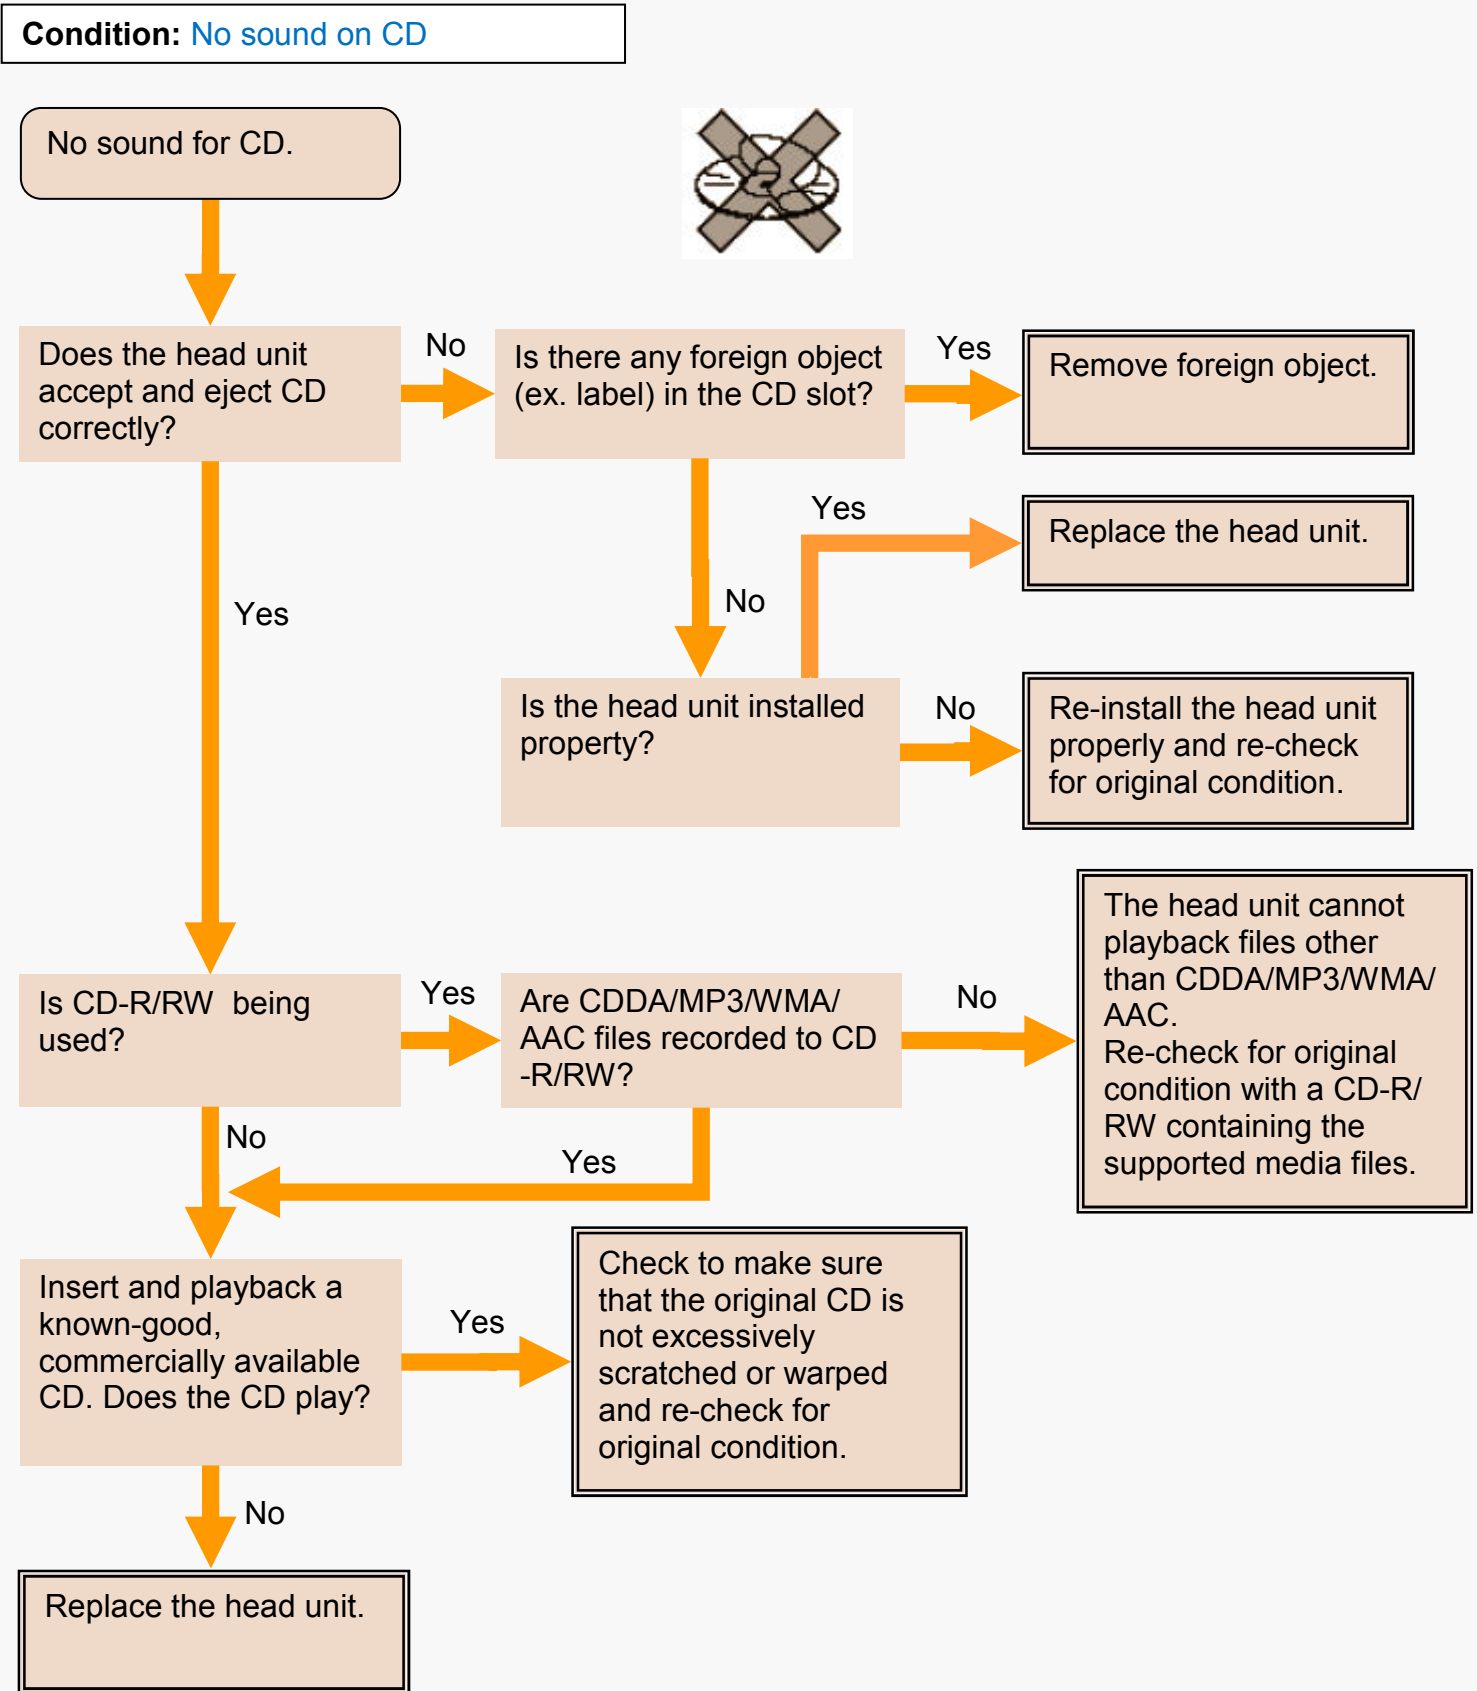 Condition: No sound on CD
No sound for CD.
Does the head unit
accept and eject CD
correctly?
No
Is there any foreign object
(ex. label) in the CD slot?
Yes
Remove foreign object.
Yes
Replace the head unit.
No
Yes
Is the head unit installed
property?
No
Re-install the head unit
properly and re-check
for original condition.
Is CD-R/RW  being
used?
Yes
Are CDDA/MP3/WMA/
AAC files recorded to CD
-R/RW?
No
The head unit cannot
playback files other
than CDDA/MP3/WMA/
AAC.
Re-check for original
condition with a CD-R/
RW containing the
supported media files.
No
Yes
Insert and playback a
known-good,
commercially available
CD. Does the CD play?
Yes
Check to make sure
that the original CD is
not excessively
scratched or warped
and re-check for
original condition.
No
Replace the head unit.